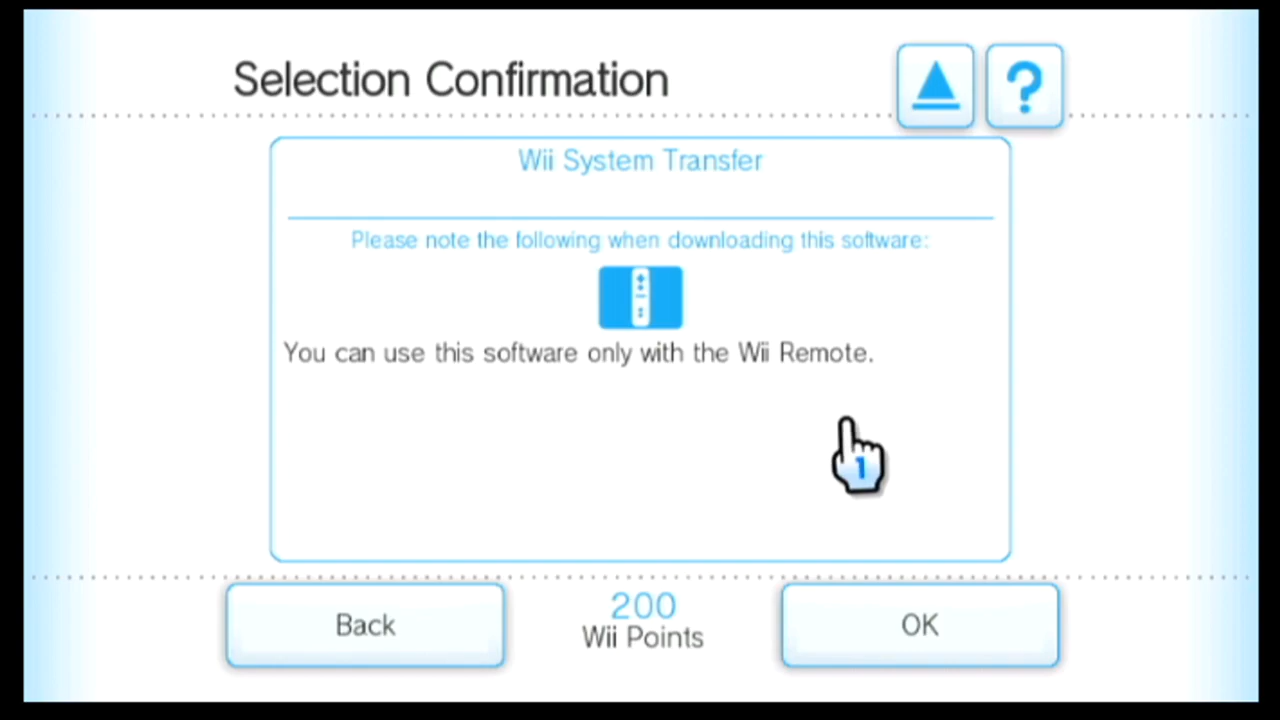 Selection Confirmation
?
Wii System Transfer
Please note the following when downloading this software:
You can use this software only with the Wii Remote.
1
Back
200
Wii Points
OK